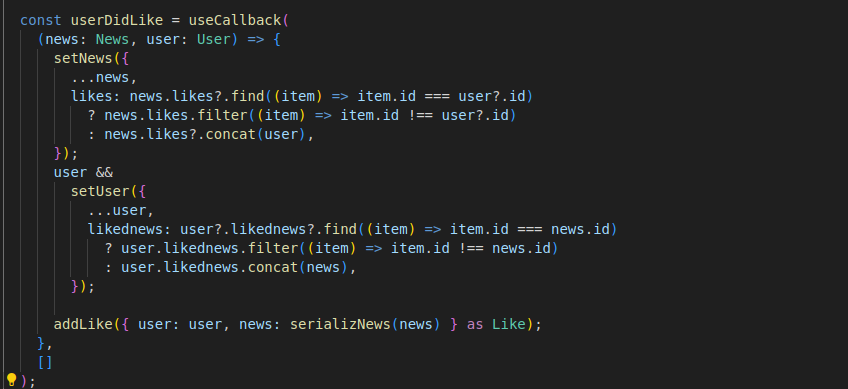 const userDidLike = useCallback(
  (news: News, user: User) => {
    setNews({
      ...news,
      likes: news.likes?.find((item) => item.id === user?.id)
        ? news.likes.filter((item) => item.id !== user?.id)
        : news.likes?.concat(user),
    });
    user &&
      setUser({
        ...user,
        likednews: user?.likednews?.find((item) => item.id === news.id)
          ? user.likednews.filter((item) => item.id !== news.id)
          : user.likednews.concat(news),
      });

    addLike({ user: user, news: serializNews(news) } as Like);
  },
  []
);